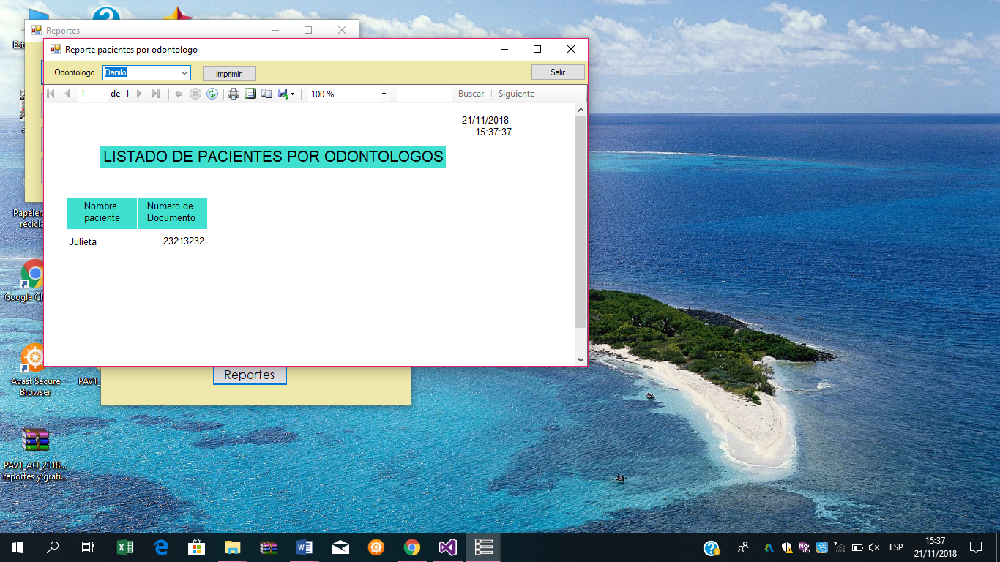 Reportes
Reporte pacientes por odontologo
Odontologo
Danilo
imprimir
Salir
1
de 1
100 %
Buscar
Siguiente
21/11/2018
15:37:37
LISTADO DE PACIENTES POR ODONTOLOGOS
Nombre
paciente
Numero de
Documento
Julieta
23213232
Reportes
Est
Papelera
recicla
Google Ch
Avast Secure
Browser
PAV1_
PAV1_AO_2018...
reportes y grafi...
ESP
15:37
21/11/2018